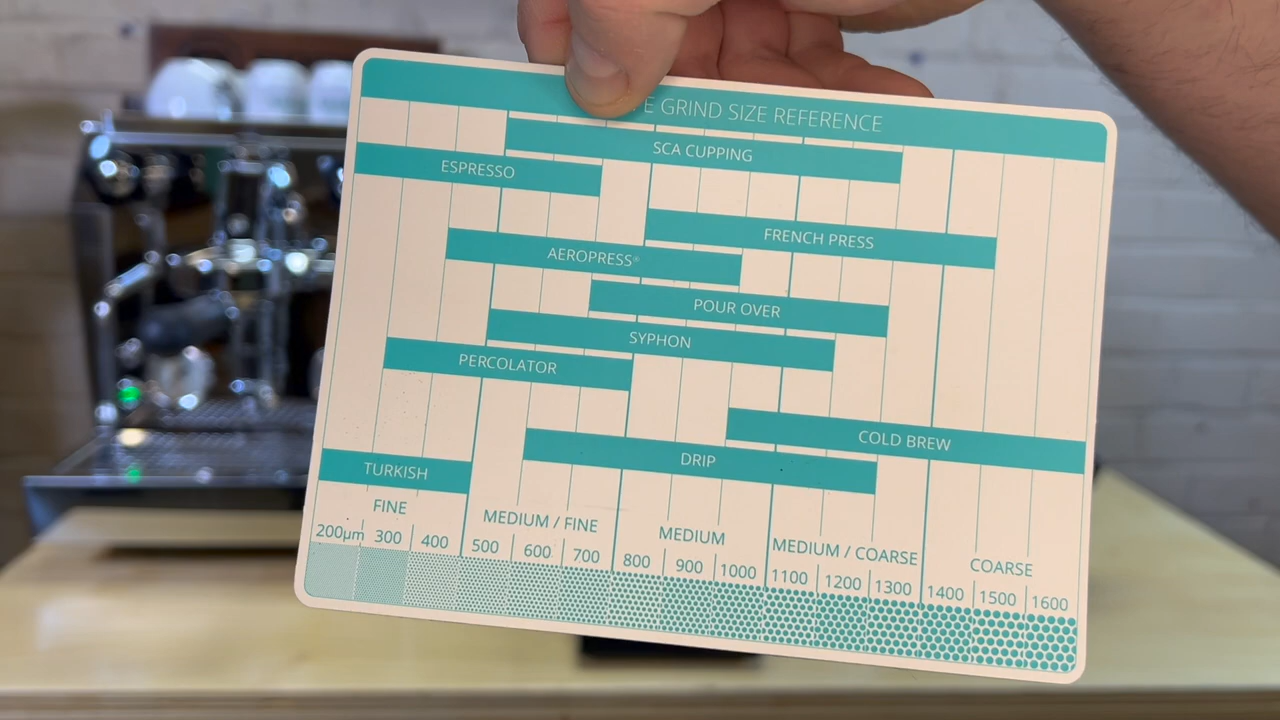 GRIND SIZE REFERENCE
SCA CUPPING
ESPRESSO
FRENCH PRESS
AEROPRESS®
POUR OVER
SYPHON
PERCOLATOR
COLD BREW
DRIP
TURKISH
FINE MEDIUM / FINE MEDIUM MEDIUM / COARSE COARSE
200µm 300 400 500 600 700 800 900 1000 1100 1200 1300 1400 1500 1600